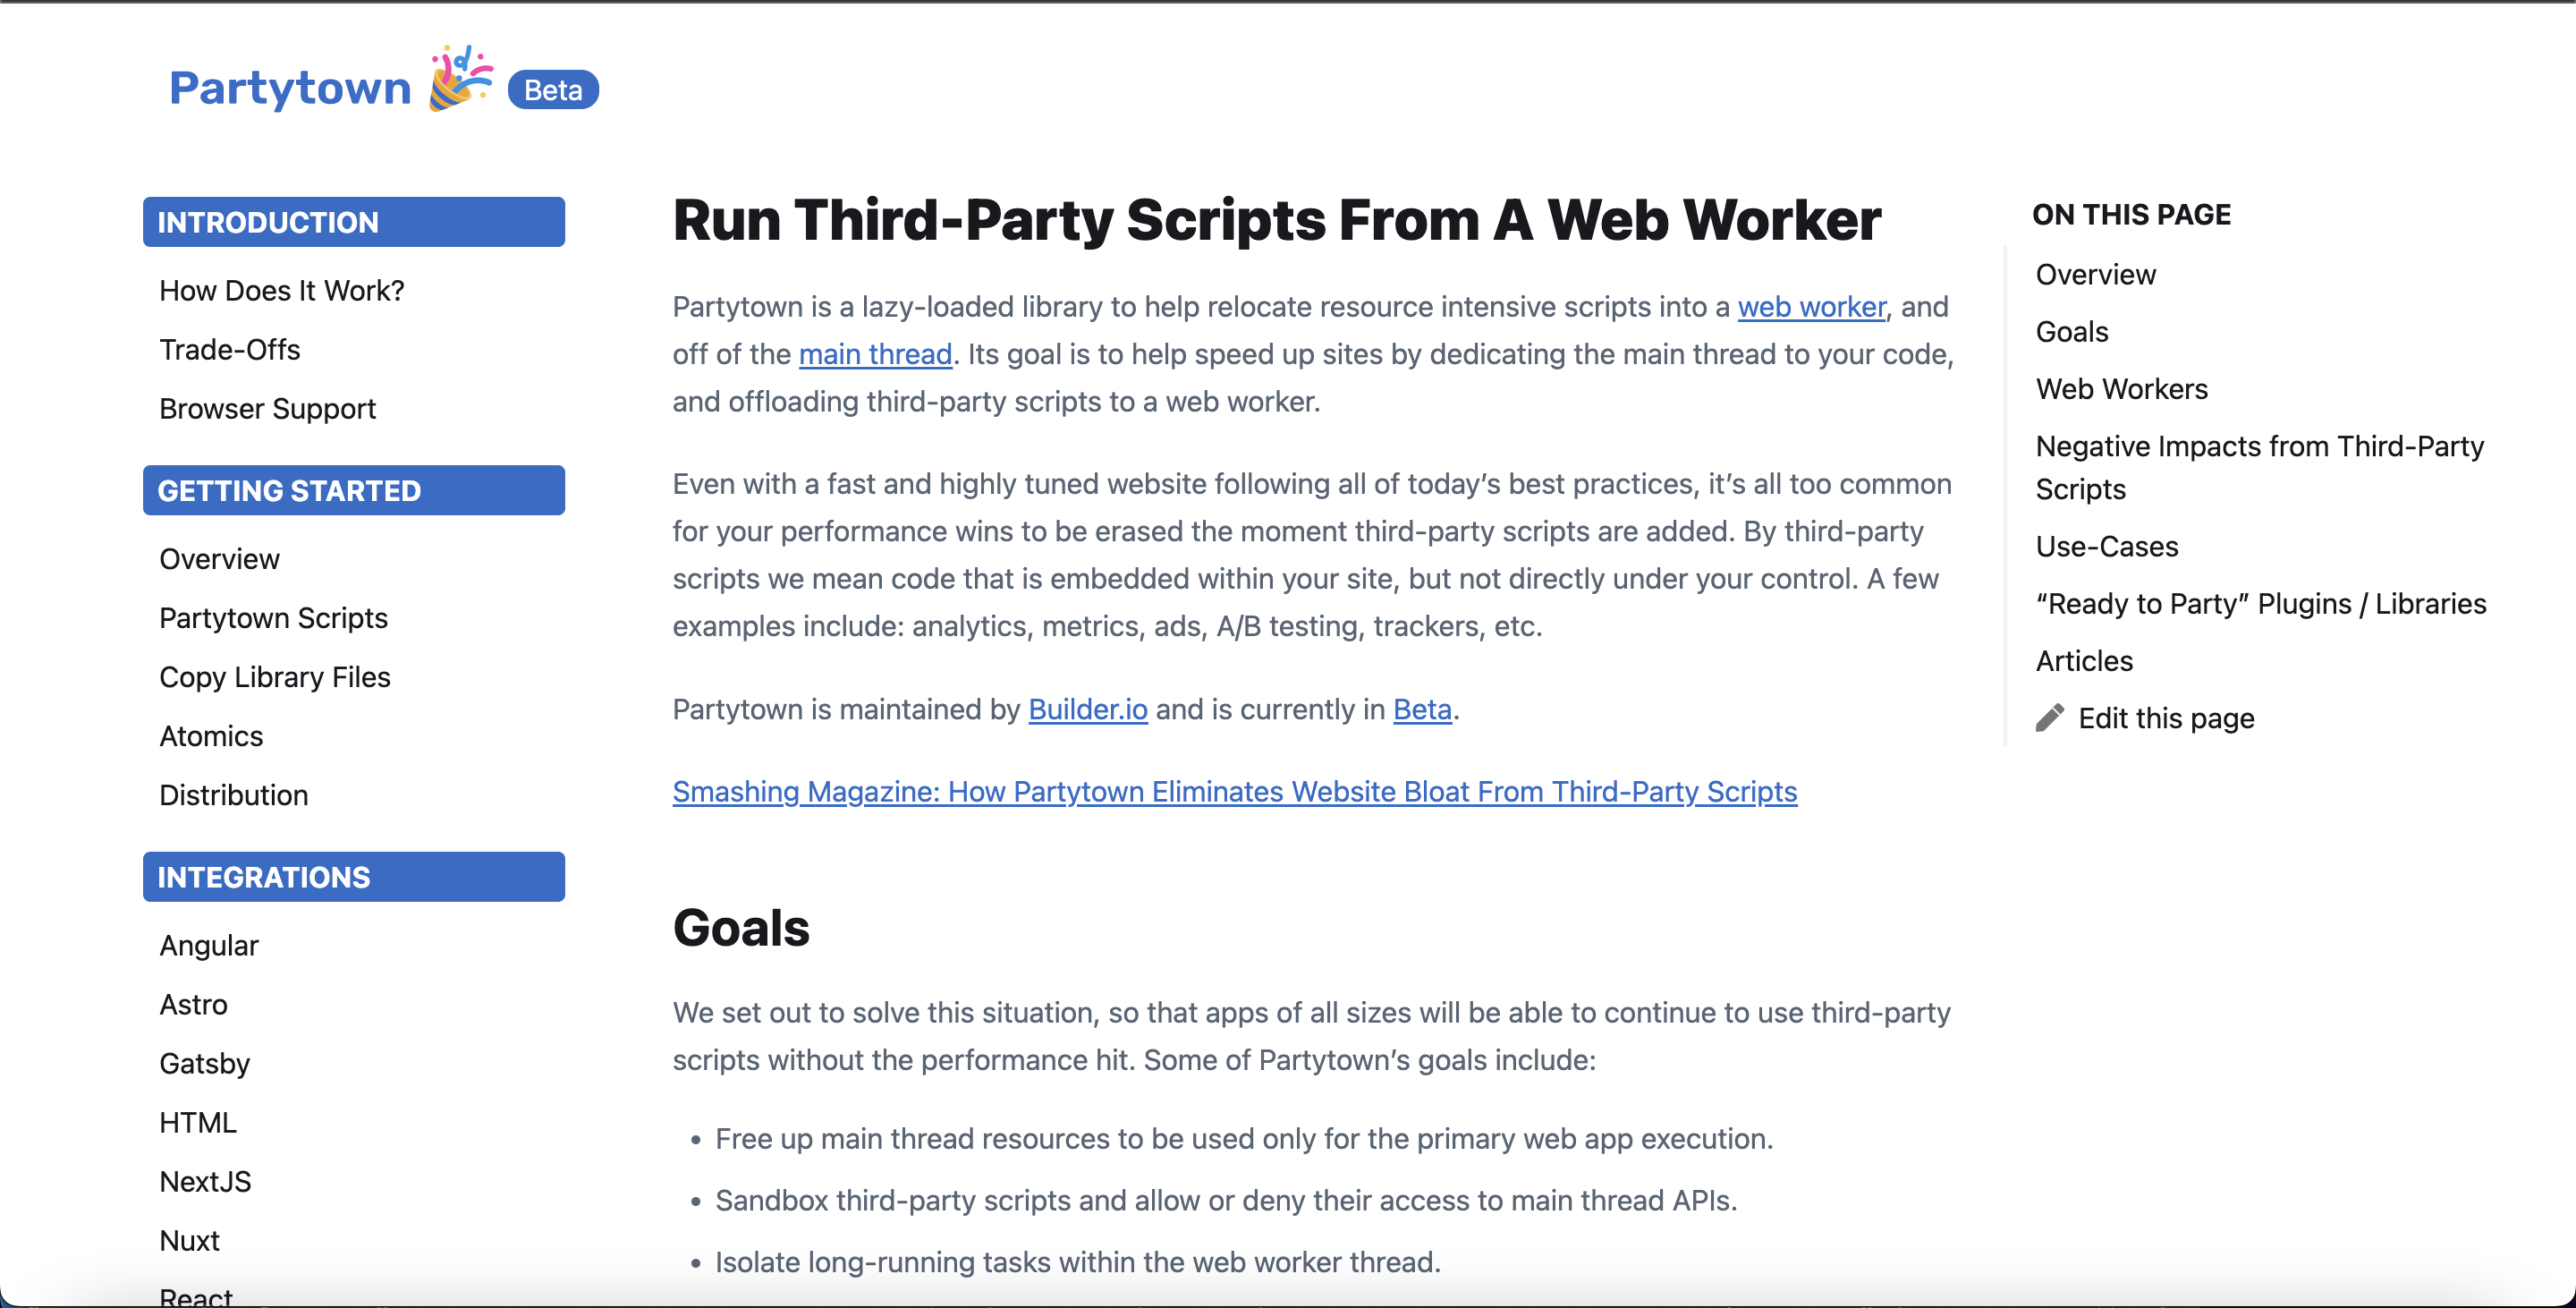 Partytown Beta
INTRODUCTION
How Does It Work?
Trade-Offs
Browser Support
GETTING STARTED
Overview
Partytown Scripts
Copy Library Files
Atomics
Distribution
INTEGRATIONS
Angular
Astro
Gatsby
HTML
NextJS
Nuxt
React
Run Third-Party Scripts From A Web Worker
Partytown is a lazy-loaded library to help relocate resource intensive scripts into a web worker, and
off of the main thread. Its goal is to help speed up sites by dedicating the main thread to your code,
and offloading third-party scripts to a web worker.
Even with a fast and highly tuned website following all of today’s best practices, it’s all too common
for your performance wins to be erased the moment third-party scripts are added. By third-party
scripts we mean code that is embedded within your site, but not directly under your control. A few
examples include: analytics, metrics, ads, A/B testing, trackers, etc.
Partytown is maintained by Builder.io and is currently in Beta.
Smashing Magazine: How Partytown Eliminates Website Bloat From Third-Party Scripts
Goals
We set out to solve this situation, so that apps of all sizes will be able to continue to use third-party
scripts without the performance hit. Some of Partytown’s goals include:
• Free up main thread resources to be used only for the primary web app execution.
• Sandbox third-party scripts and allow or deny their access to main thread APIs.
• Isolate long-running tasks within the web worker thread.
ON THIS PAGE
Overview
Goals
Web Workers
Negative Impacts from Third-Party
Scripts
Use-Cases
“Ready to Party” Plugins / Libraries
Articles
Edit this page